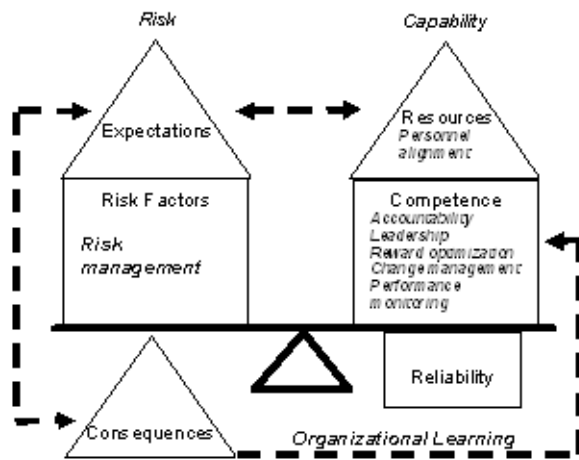 Risk
Capability
Expectations
Resources
Personnel
alignment
Risk Factors
Risk
management
Competence
Accountability
Leadership
Reward optimization
Change management
Performance
monitoring
Reliability
Consequences
Organizational Learning